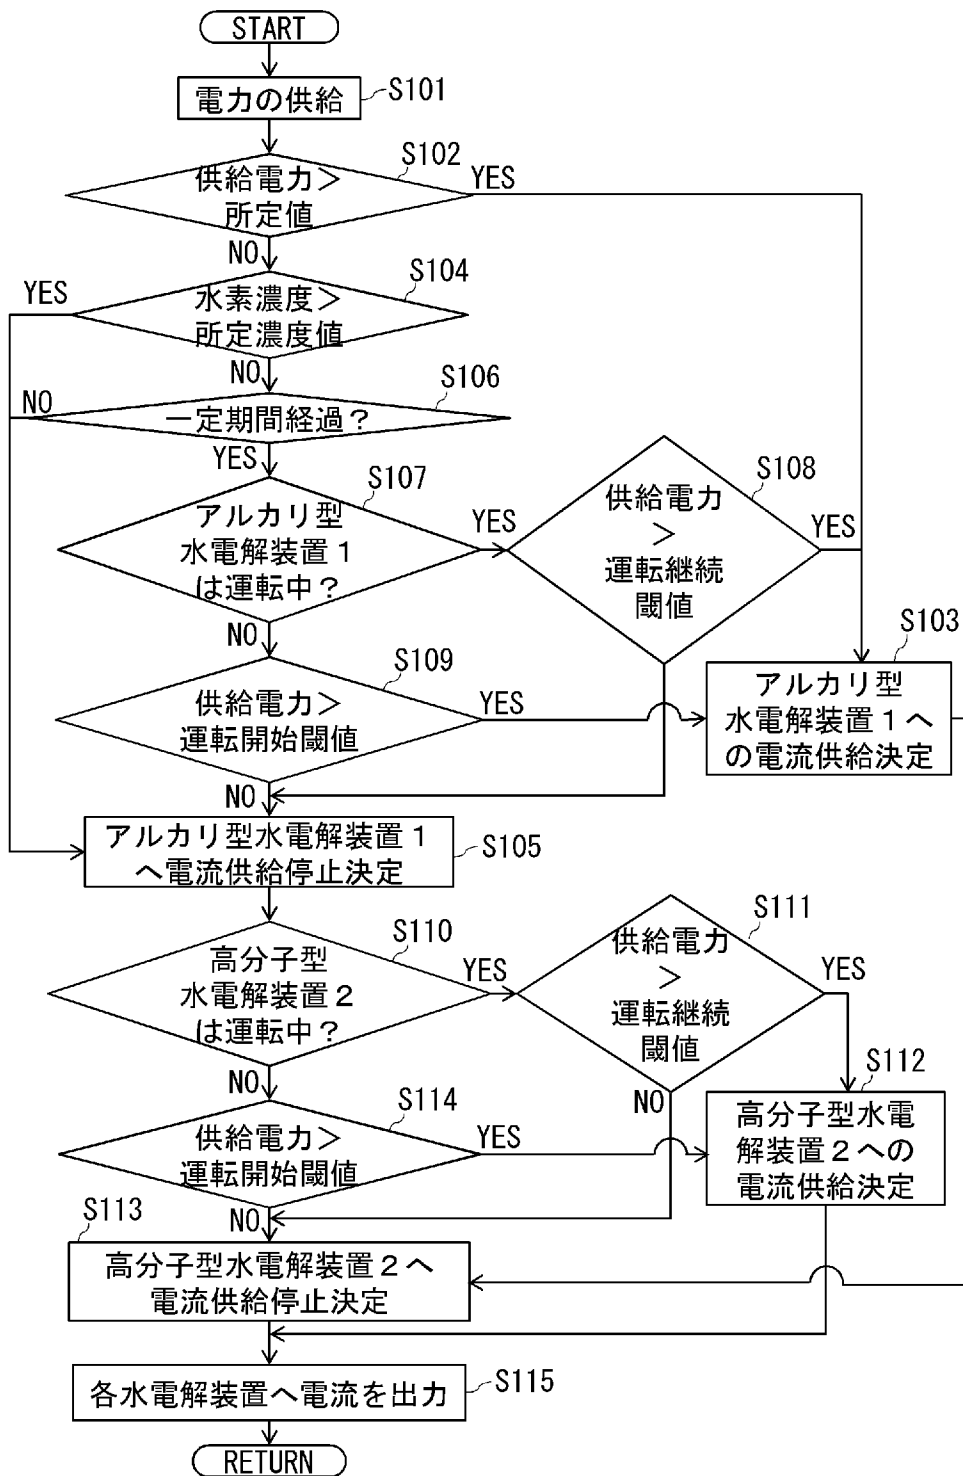 START
電力の供給
S101
供給電力＞
所定値
S102
YES
NO
水素濃度＞
所定濃度値
S104
YES
NO
一定期間経過？
S106
NO
YES
アルカリ型
水電解装置１
は運転中？
S107
YES
NO
供給電力
＞
運転継続
閾値
S108
YES
供給電力＞
運転開始閾値
S109
YES
NO
アルカリ型
水電解装置１へ
の電流供給決定
S103
アルカリ型水電解装置１
へ電流供給停止決定
S105
高分子型
水電解装置２
は運転中？
S110
YES
NO
供給電力
＞
運転継続
閾値
S111
YES
NO
高分子型水電
解装置２への
電流供給決定
S112
供給電力＞
運転開始閾値
S114
YES
NO
高分子型水電解装置２へ
電流供給停止決定
S113
各水電解装置へ電流を出力
S115
RETURN